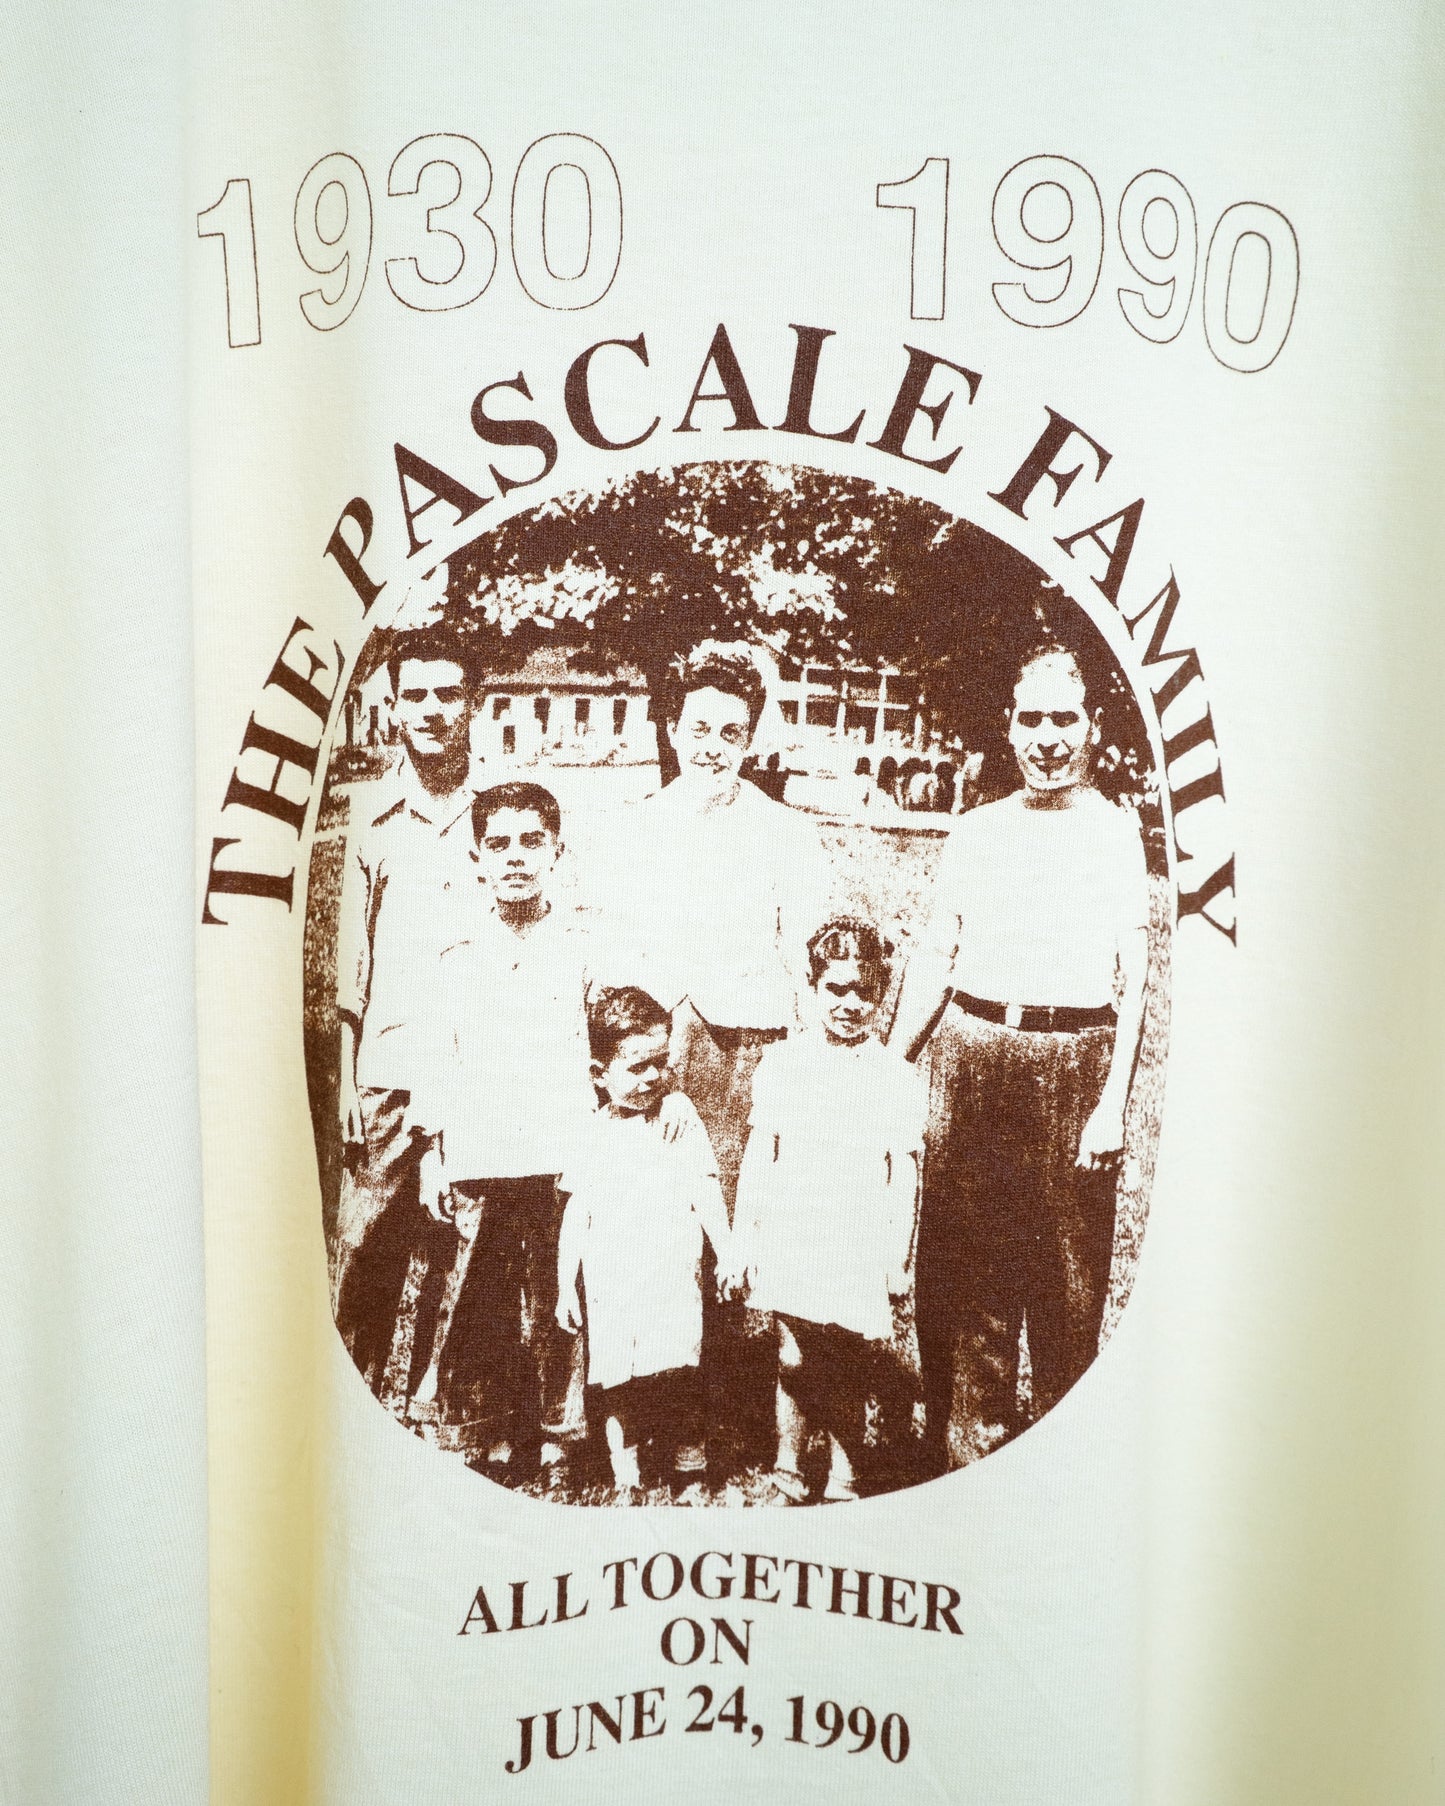 1930 1990
THE PASCALE FAMILY
ALL TOGETHER
ON
JUNE 24, 1990